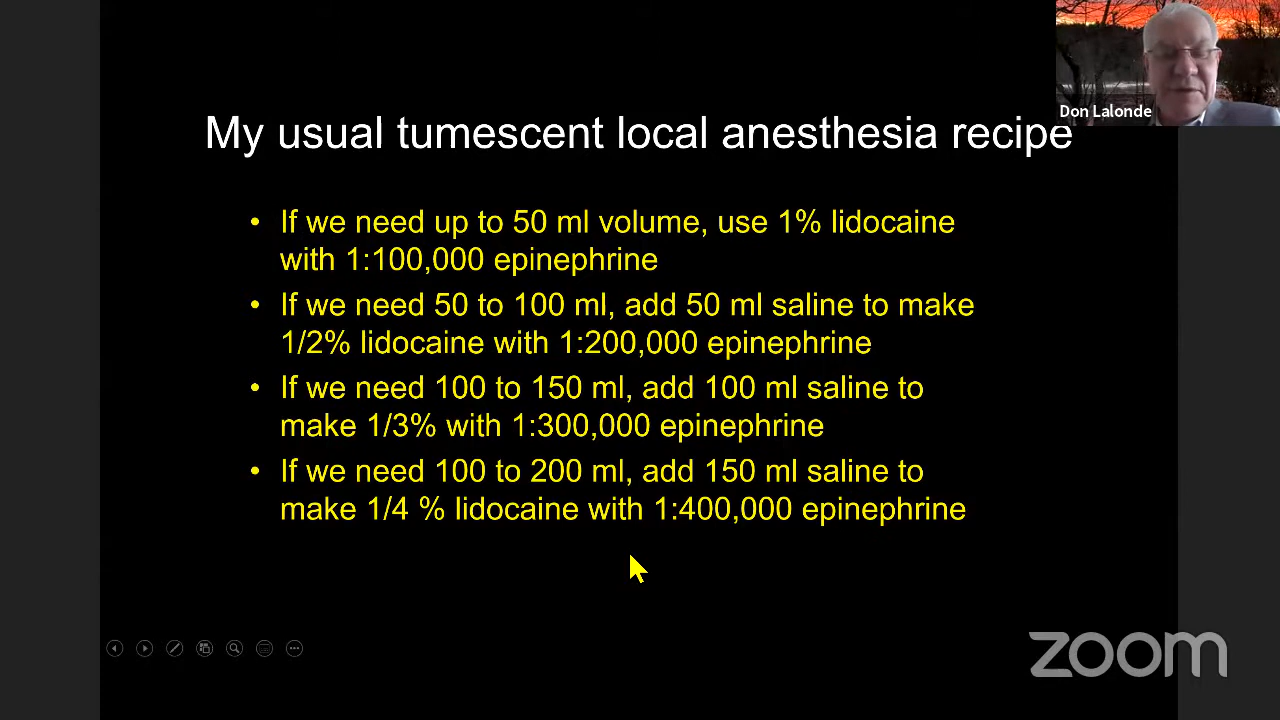 Don Lalonde
My usual tumescent local anesthesia recipe
• If we need up to 50 ml volume, use 1% lidocaine
with 1:100,000 epinephrine
• If we need 50 to 100 ml, add 50 ml saline to make
1/2% lidocaine with 1:200,000 epinephrine
• If we need 100 to 150 ml, add 100 ml saline to
make 1/3% with 1:300,000 epinephrine
• If we need 100 to 200 ml, add 150 ml saline to
make 1/4 % lidocaine with 1:400,000 epinephrine
zoom